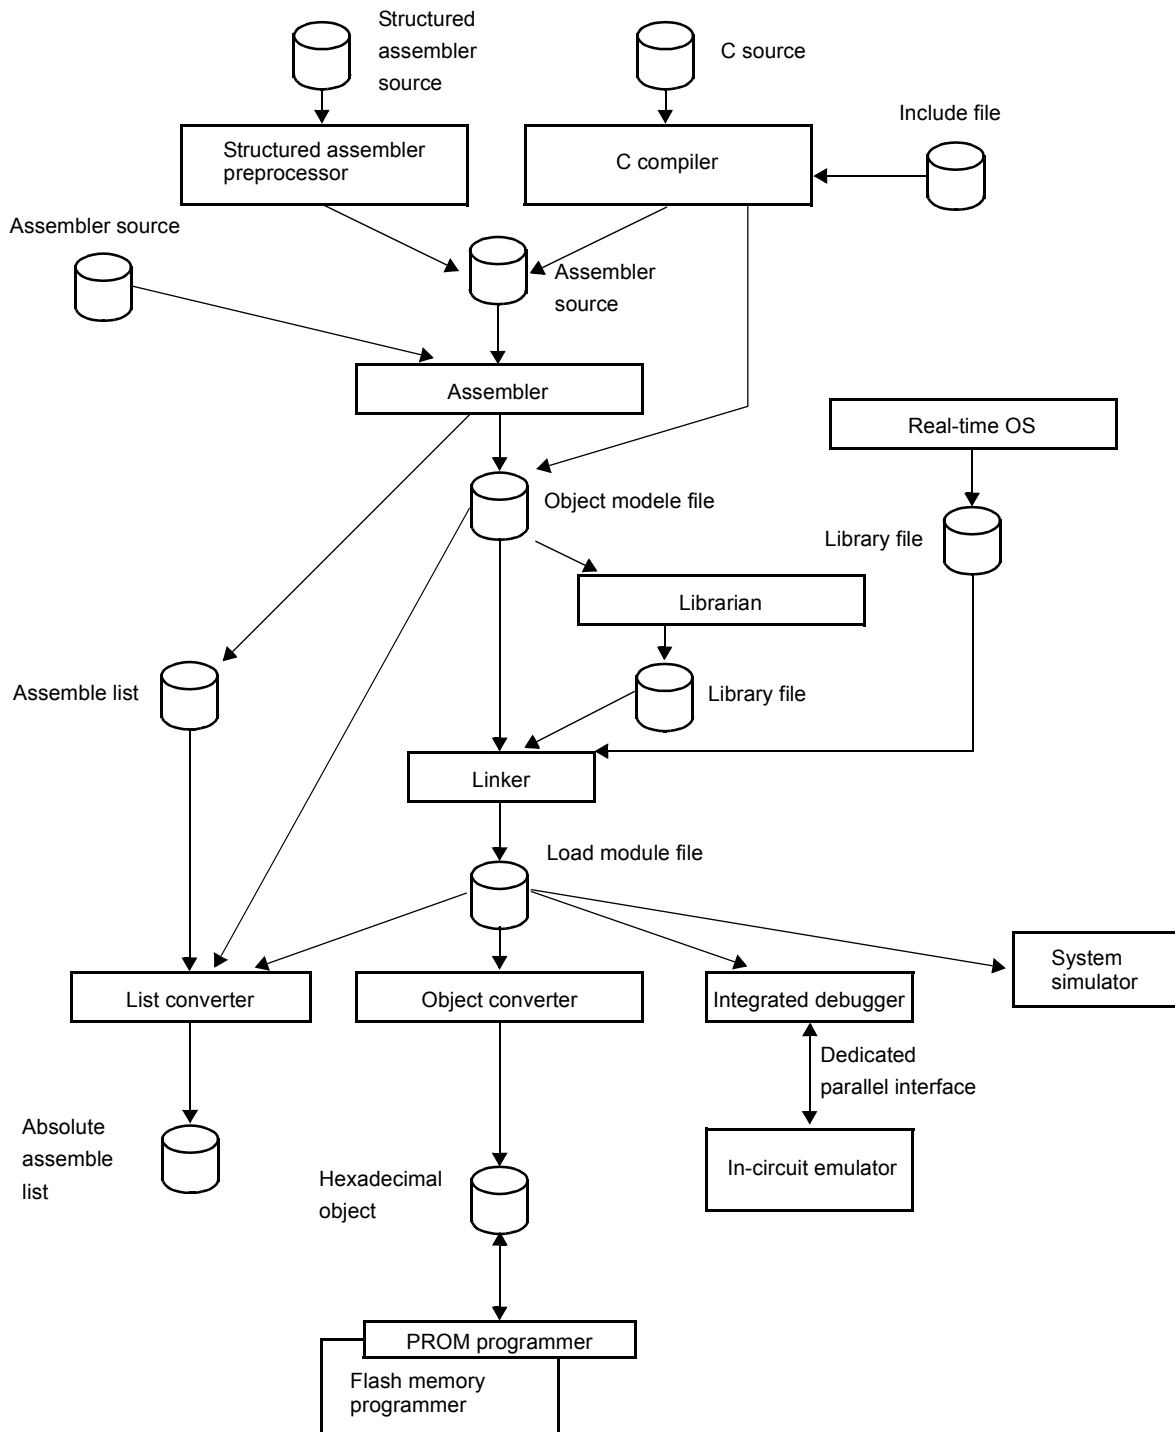 Structured
assembler
source
C source
Include file
Structured assembler
preprocessor
C compiler
Assembler source
Assembler
source
Assembler
Real-time OS
Object modele file
Library file
Librarian
Assemble list
Library file
Linker
Load module file
System
simulator
List converter
Object converter
Integrated debugger
Dedicated
parallel interface
Absolute
assemble
list
In-circuit emulator
Hexadecimal
object
PROM programmer
Flash memory
programmer